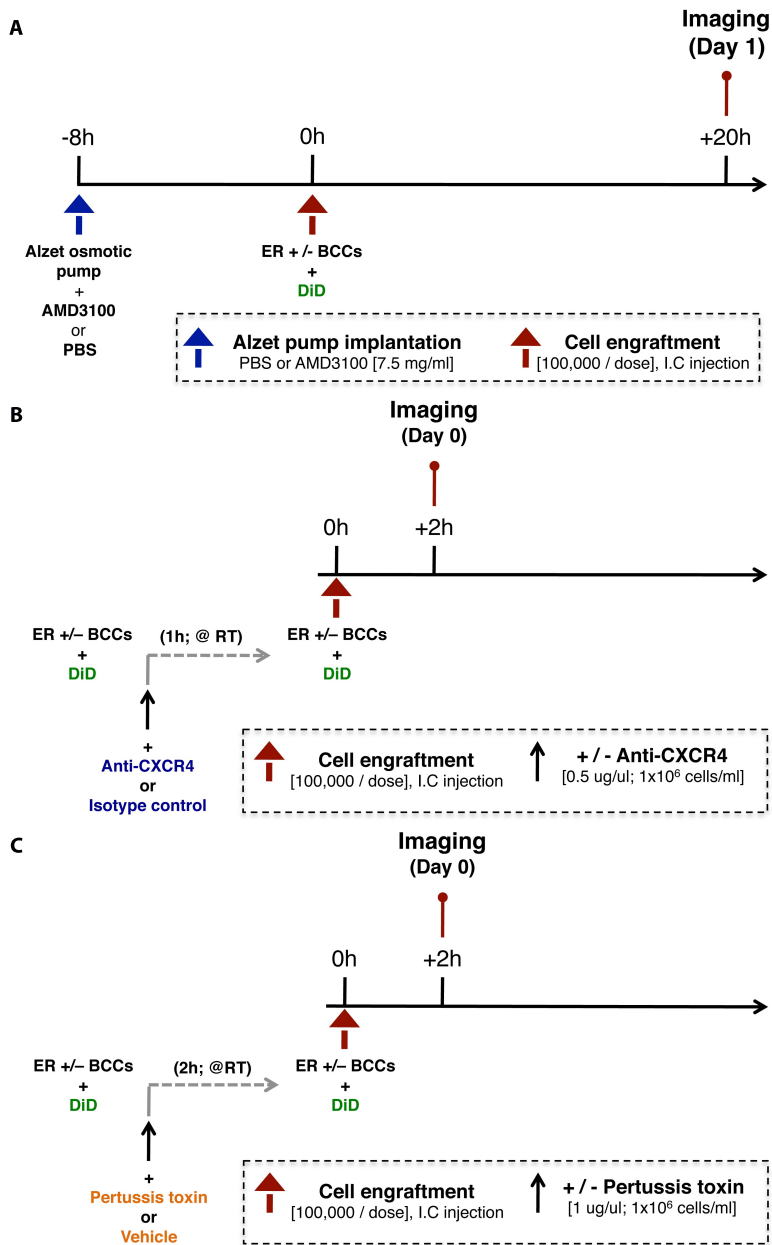 A
Imaging
(Day 1)
-8h
0h
+20h
Alzet osmotic
pump
+
AMD3100
or
PBS
ER +/- BCCs
+
DiD
Alzet pump implantation
PBS or AMD3100 [7.5 mg/ml]
Cell engraftment
[100,000 / dose], I.C injection
B
Imaging
(Day 0)
0h
+2h
ER +/– BCCs
+
DiD
(1h; @ RT)
ER +/– BCCs
+
DiD
+
Anti-CXCR4
or
Isotype control
Cell engraftment
[100,000 / dose], I.C injection
+ / - Anti-CXCR4
[0.5 ug/ul; 1x10⁶ cells/ml]
C
Imaging
(Day 0)
0h
+2h
ER +/– BCCs
+
DiD
(2h; @RT)
ER +/– BCCs
+
DiD
+
Pertussis toxin
or
Vehicle
Cell engraftment
[100,000 / dose], I.C injection
+ / - Pertussis toxin
[1 ug/ul; 1x10⁶ cells/ml]